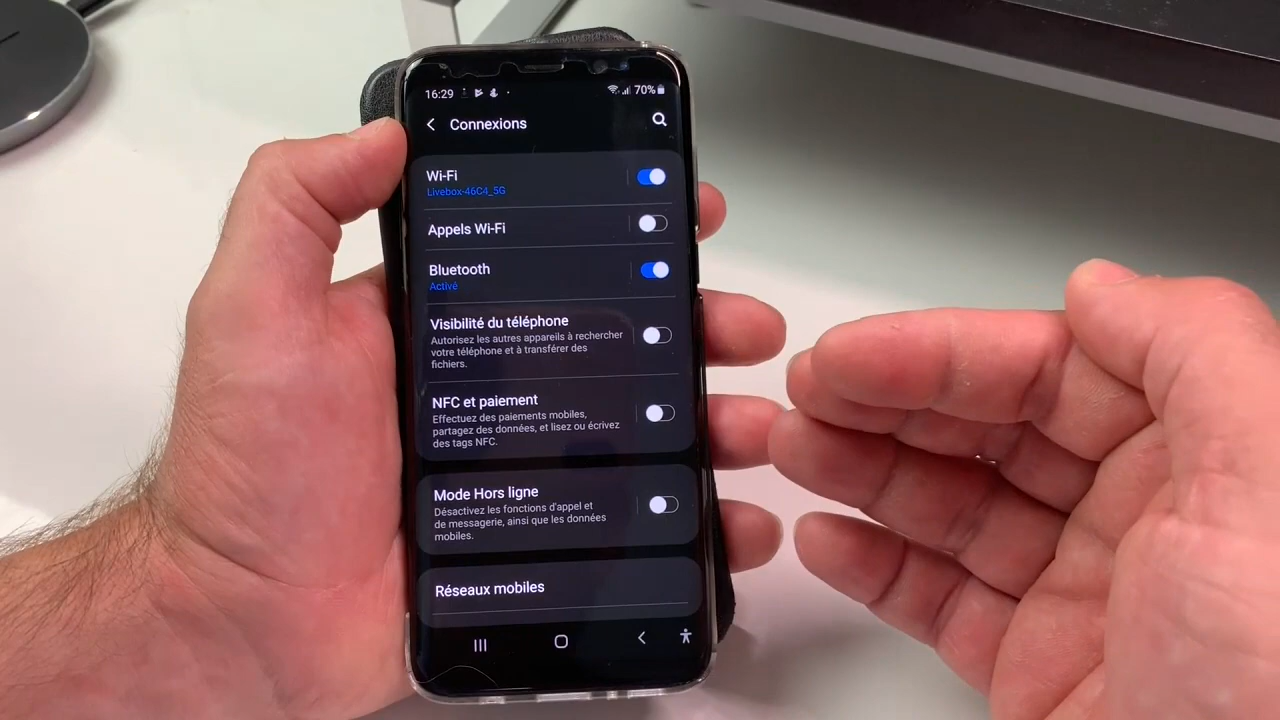 16:29 70%
Connexions
Wi-Fi
Livebox-46C4_5G
Appels Wi-Fi
Bluetooth
Activé
Visibilité du téléphone
Autorisez les autres appareils à rechercher
votre téléphone et à transférer des
fichiers.
NFC et paiement
Effectuez des paiements mobiles,
partagez des données, et lisez ou écrivez
des tags NFC.
Mode Hors ligne
Désactivez les fonctions d'appel et
de messagerie, ainsi que les données
mobiles.
Réseaux mobiles